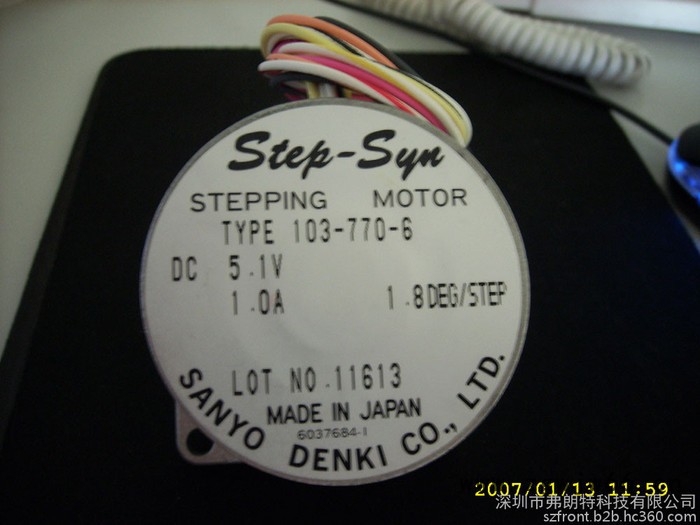 Step-Syn
STEPPING MOTOR
TYPE 103-770-6
DC 5.1V
1.0A 1.8DEG/STEP
LOT NO.11613
MADE IN JAPAN
6037684-1
SANYO DENKI CO., LTD.
2007/01/13 11:59
深圳市弗朗特科技有限公司
szfront.b2b.hc360.com